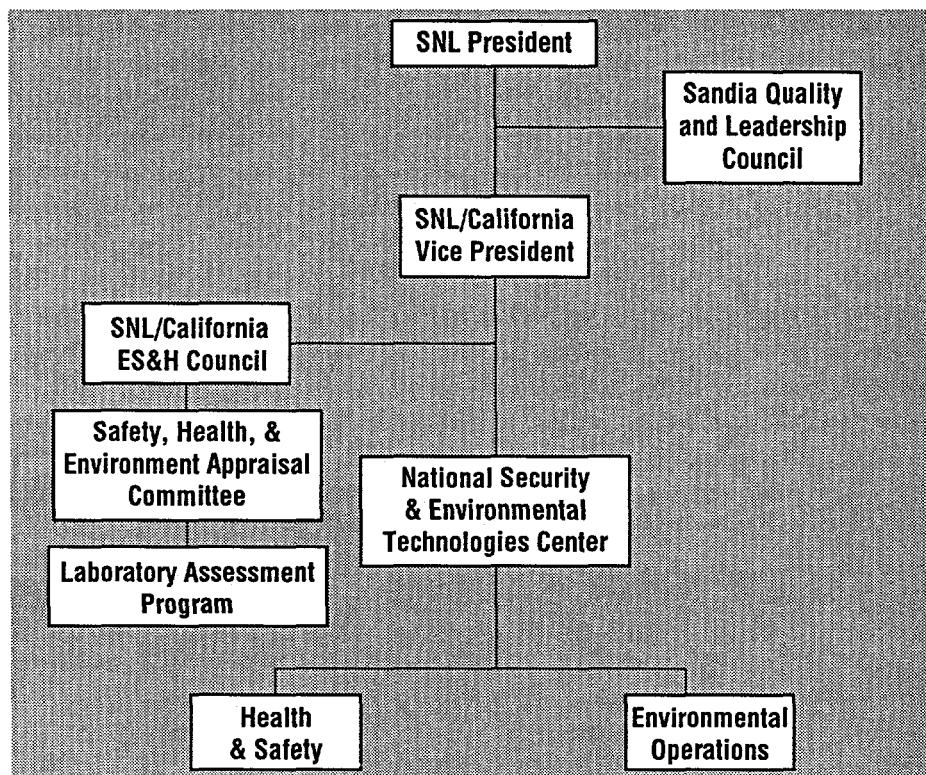 SNL President
Sandia Quality
and Leadership
Council
SNL/California
Vice President
SNL/California
ES&H Council
Safety, Health, &
Environment Appraisal
Committee
National Security
& Environmental
Technologies Center
Laboratory Assessment
Program
Health
& Safety
Environmental
Operations